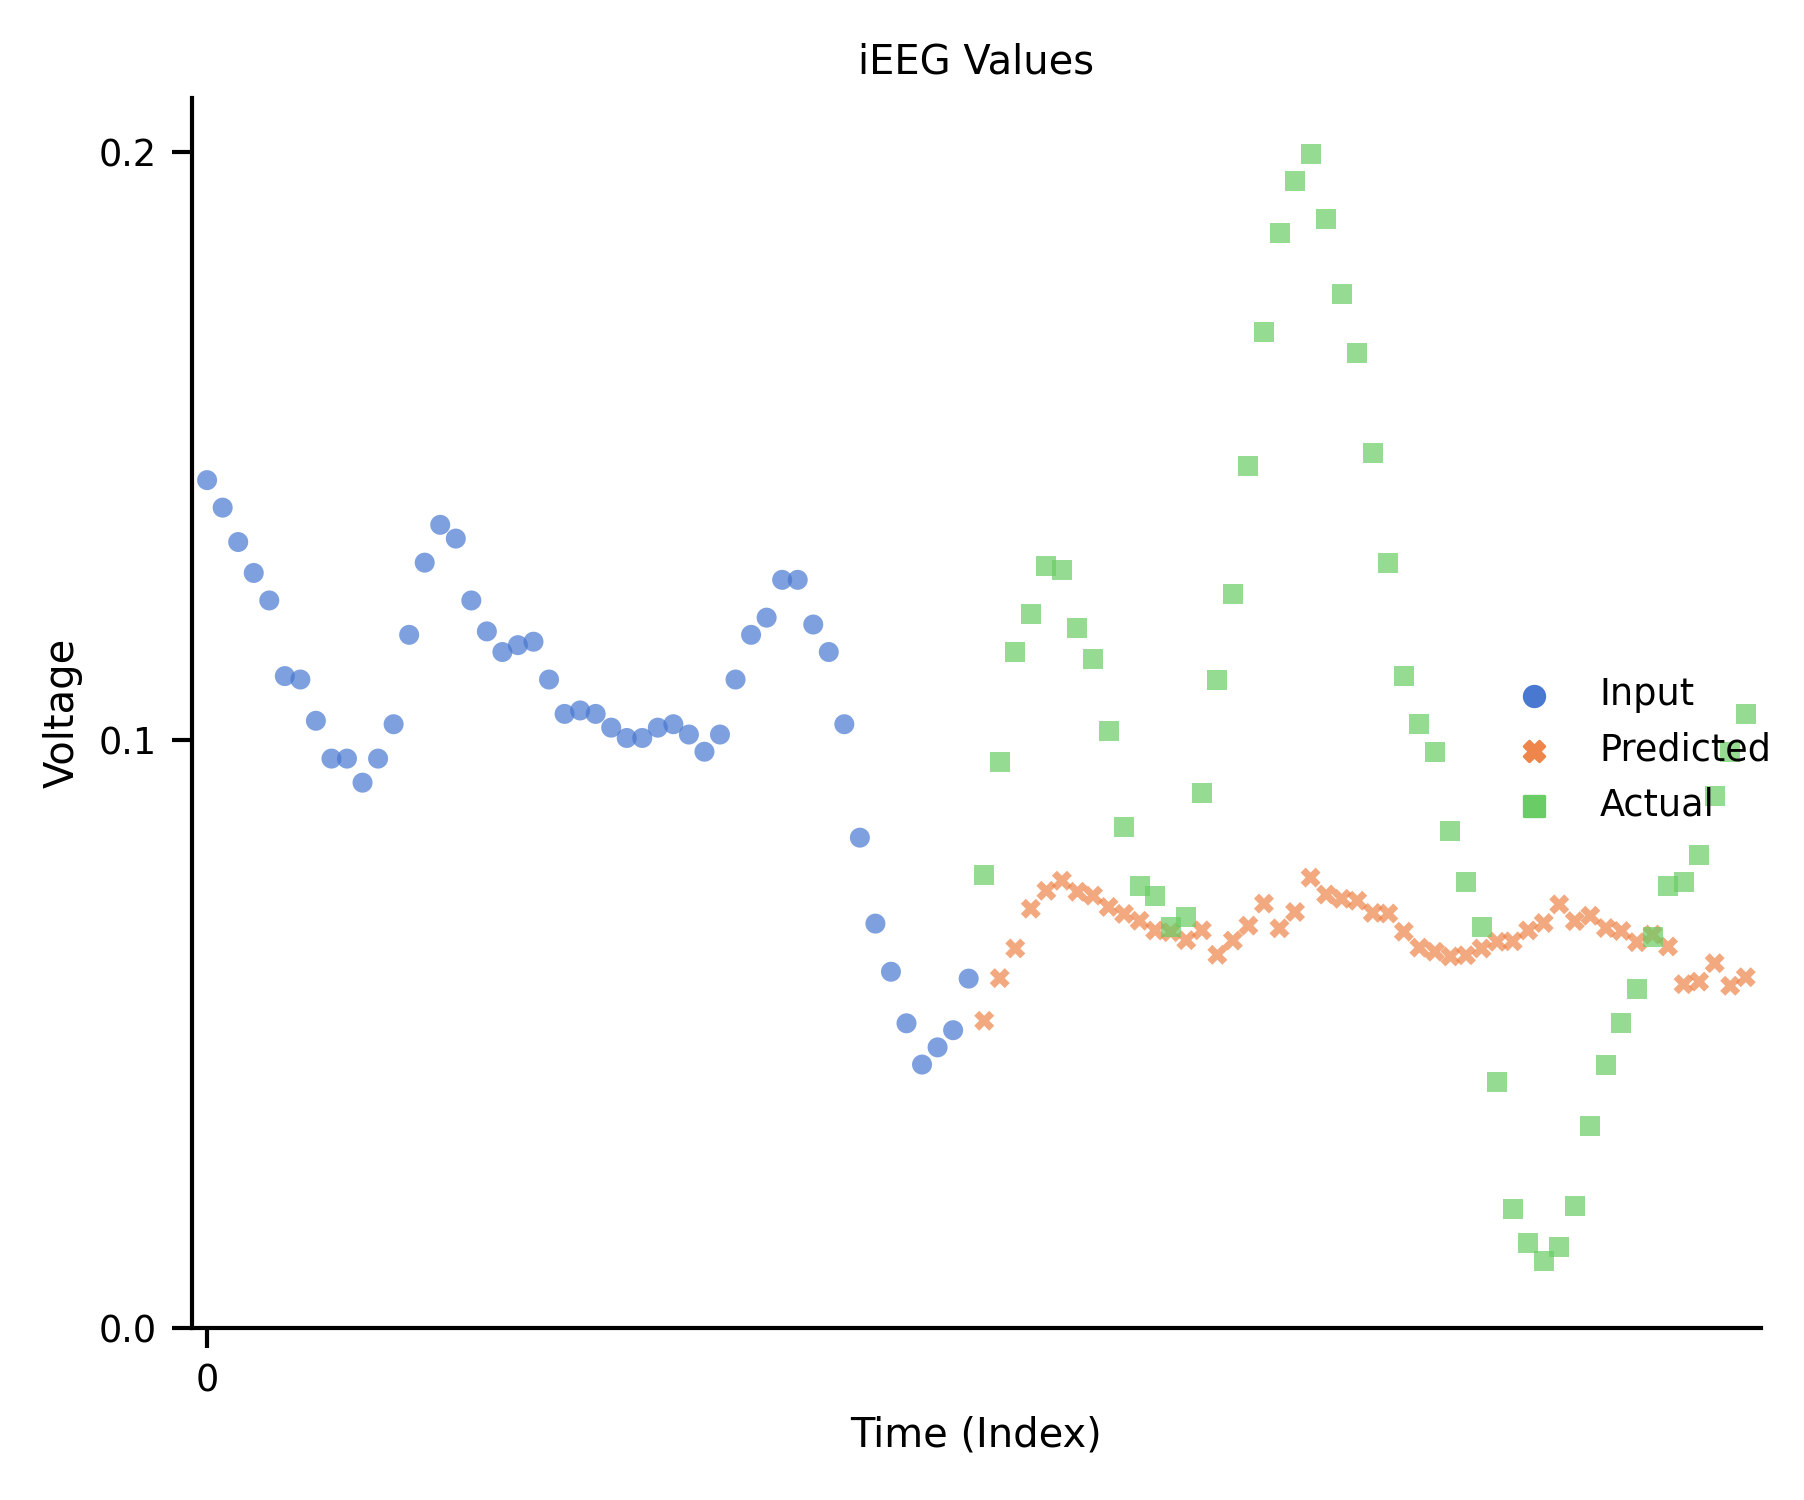 iEEG Values
0.2
0.1
0.0
Voltage
Input
Predicted
Actual
0
Time (Index)